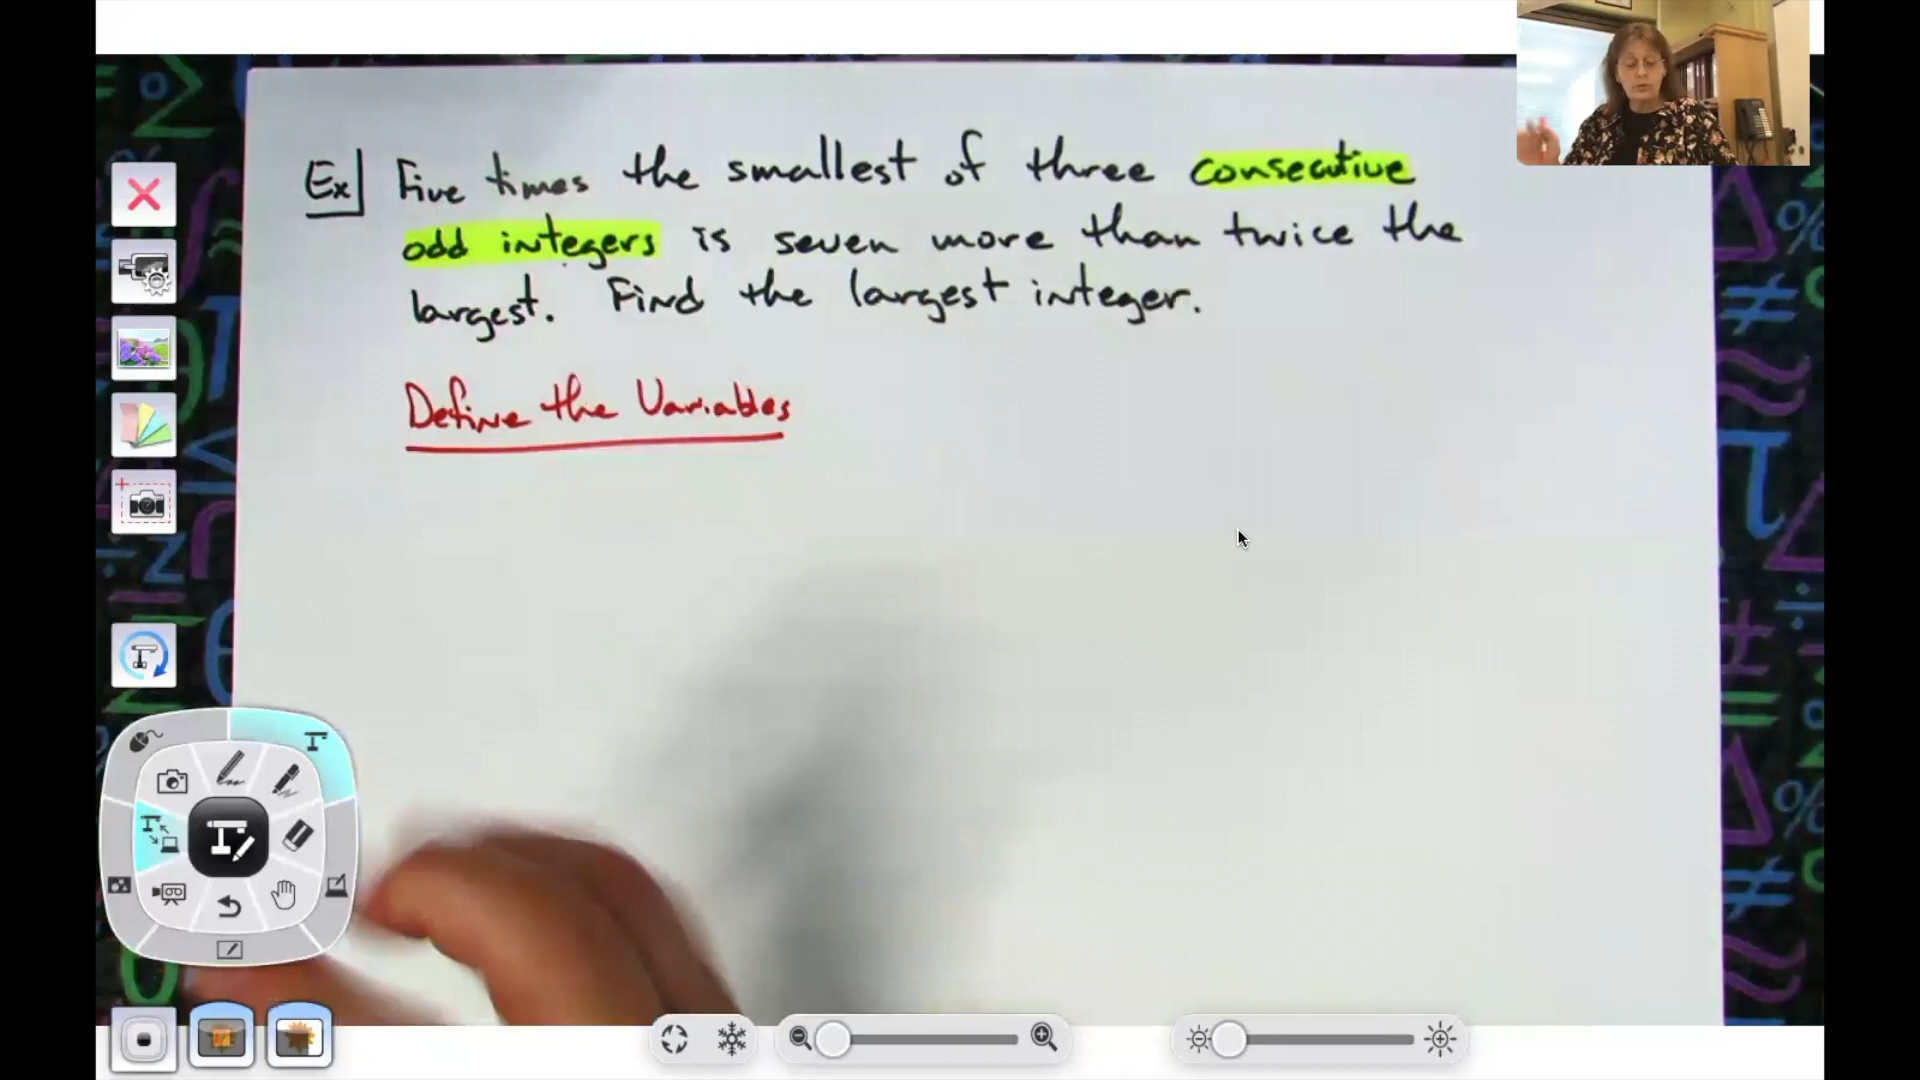 Ex Five times the smallest of three consecutive
odd integers is seven more than twice the
largest. Find the largest integer.
Define the Variables